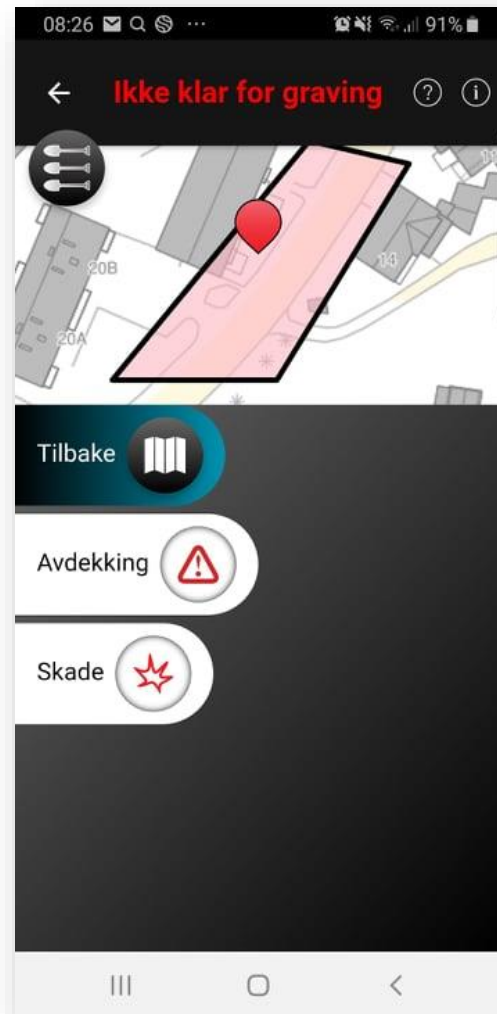 08:26 91%
Ikke klar for graving ? i
20B
14
20A
Tilbake
Avdekking
Skade